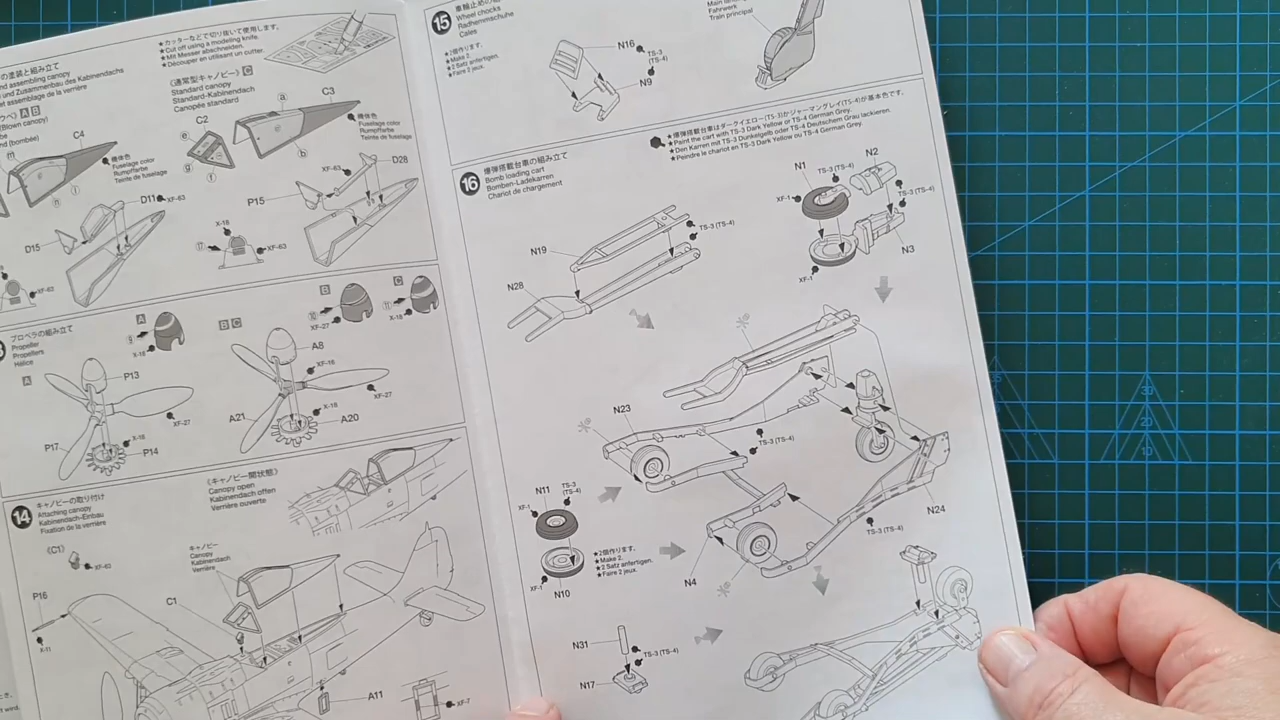 の塗装と組み立て
nd assembling canopy
und Zusammenbau des Kabinendachs
et assemblage de la verrière
★カッターなどで切り抜いて使用します。
★Cut off using a modeling knife.
★Mit Messer abschneiden.
★Découper en utilisant un cutter.
A B
(Blown canopy)
(bombée)
C4
機体色
Fuselage color
Rumpffarbe
Teinte de fuselage
《通常型キャノピー》 C
Standard canopy
Standard-Kabinendach
Canopée standard
C2
C3
a
b
e
f
g
機体色
Fuselage color
Rumpffarbe
Teinte de fuselage
D11
XF-63
D15
XF-63
XF-63
D28
P15
X-18
⑰
XF-63
プロペラの組み立て
Propeller
Propellers
Hélice
A
A
X-18
P13
XF-27
P17
X-18
P14
B C
B
XF-27
C
X-18
A8
XF-18
XF-27
A21
X-18
A20
14
キャノピーの取り付け
Attaching canopy
Kabinendach-Einbau
Fixation de la verrière
《キャノピー開状態》
Canopy open
Kabinendach offen
Verrière ouverte
《C1》
XF-63
キャノピー
Canopy
Kabinendach
Verrière
P16
X-11
C1
A11
XF-7
15
Wheel chocks
Radhemmschuhe
Cales
★2個作ります。
★Make 2.
★2 Satz anfertigen.
★Faire 2 jeux.
N16
TS-3
(TS-4)
N9
Fahrwerk
Train principal
★爆弾搭載台車はダークイエロー(TS-3)かジャーマングレイ(TS-4)が基本色です。
★Paint the cart with TS-3 Dark Yellow or TS-4 German Grey.
★Den Karren mit TS-3 Dunkelgelb oder TS-4 Deutschem Grau lackieren.
★Peindre le chariot en TS-3 Dark Yellow ou TS-4 German Grey.
16
爆弾搭載台車の組み立て
Bomb loading cart
Bomben-Ladekarren
Chariot de chargement
N19
TS-3 (TS-4)
N28
N1
TS-3 (TS-4)
N2
XF-1
TS-3 (TS-4)
N3
XF-1
N23
TS-3
(TS-4)
N11
TS-3
(TS-4)
XF-1
★2個作ります。
★Make 2.
★2 Satz anfertigen.
★Faire 2 jeux.
XF-1
N10
N4
N24
TS-3 (TS-4)
N31
TS-3 (TS-4)
N17
30
20
10